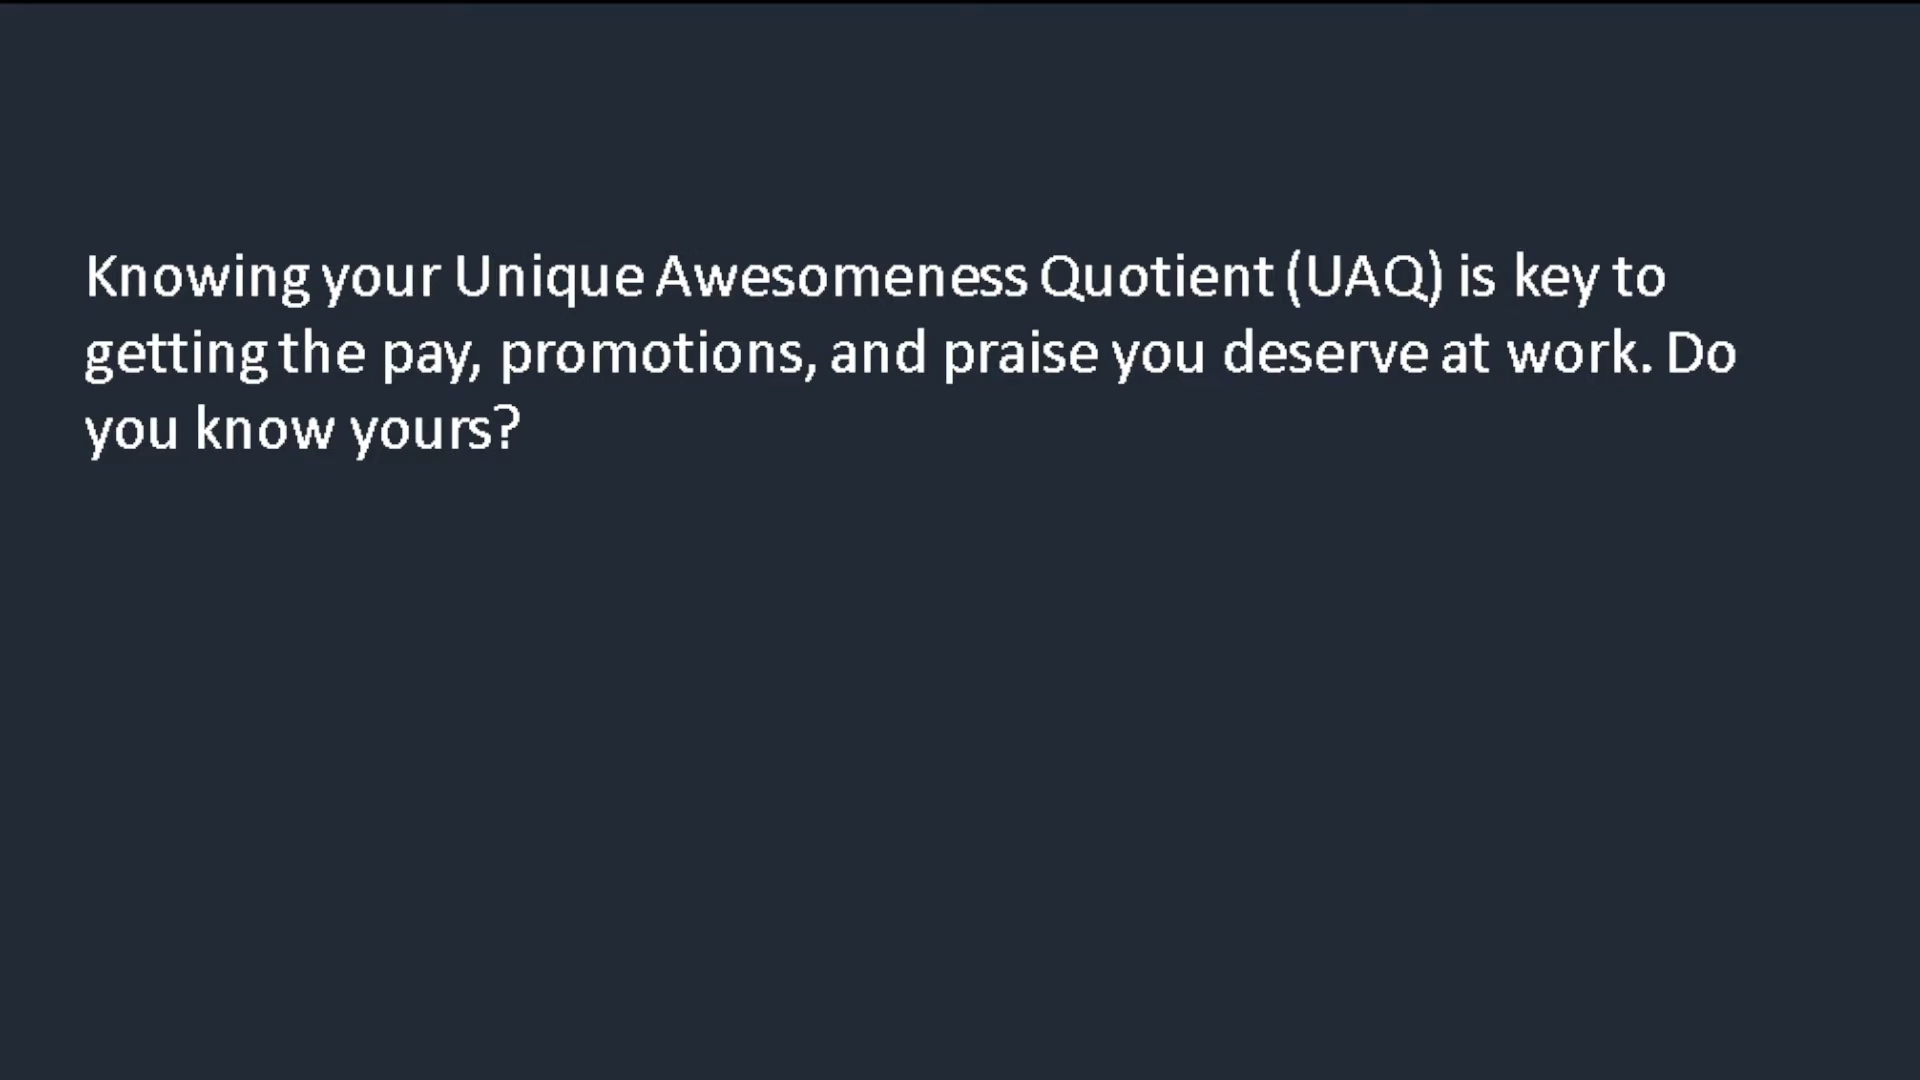 Knowing your Unique Awesomeness Quotient (UAQ) is key to
getting the pay, promotions, and praise you deserve at work. Do
you know yours?